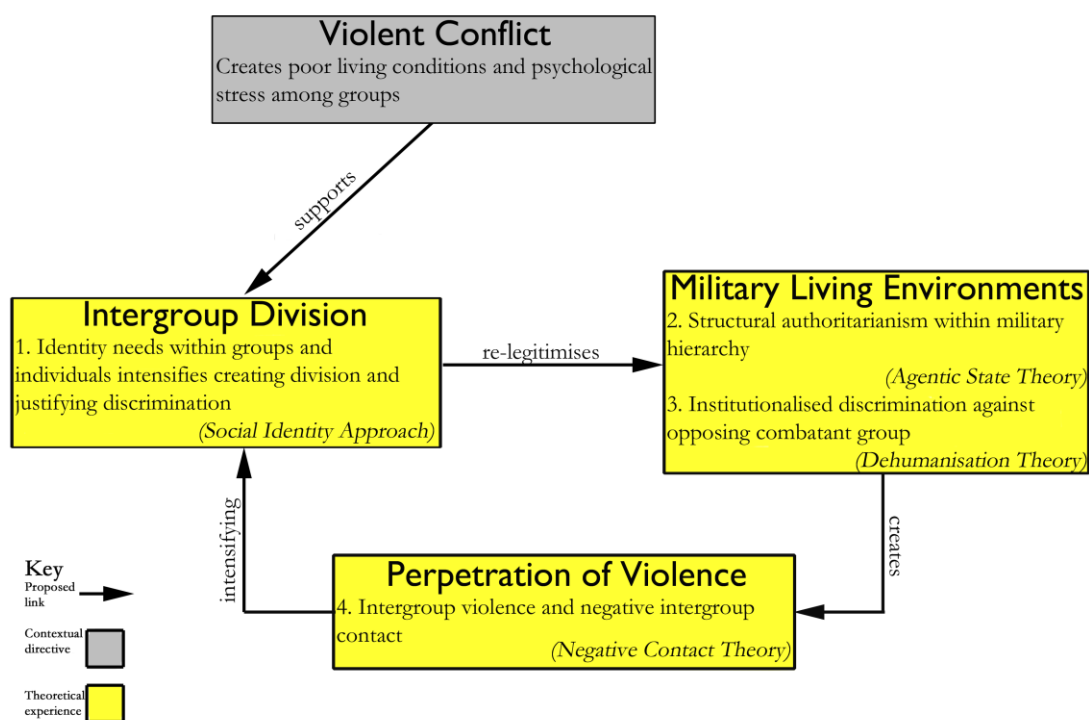 Violent Conflict
Creates poor living conditions and psychological
stress among groups
supports
Intergroup Division
1. Identity needs within groups and
individuals intensifies creating division and
justifying discrimination
(Social Identity Approach)
re-legitimises
Military Living Environments
2. Structural authoritarianism within military
hierarchy
(Agentic State Theory)
3. Institutionalised discrimination against
opposing combatant group
(Dehumanisation Theory)
creates
intensifying
Perpetration of Violence
4. Intergroup violence and negative intergroup
contact
(Negative Contact Theory)
Key
Proposed
link
Contextual
directive
Theoretical
experience